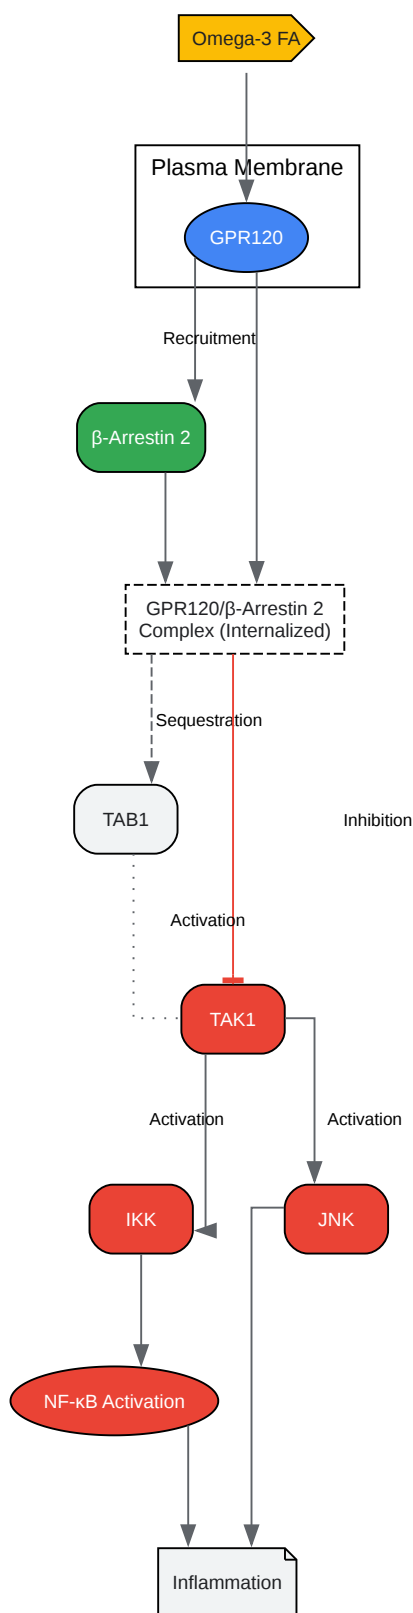 Omega-3 FA
Plasma Membrane
GPR120
Recruitment
β-Arrestin 2
GPR120/β-Arrestin 2
Complex (Internalized)
Sequestration
TAB1
Inhibition
Activation
TAK1
Activation
Activation
IKK
JNK
NF-κB Activation
Inflammation